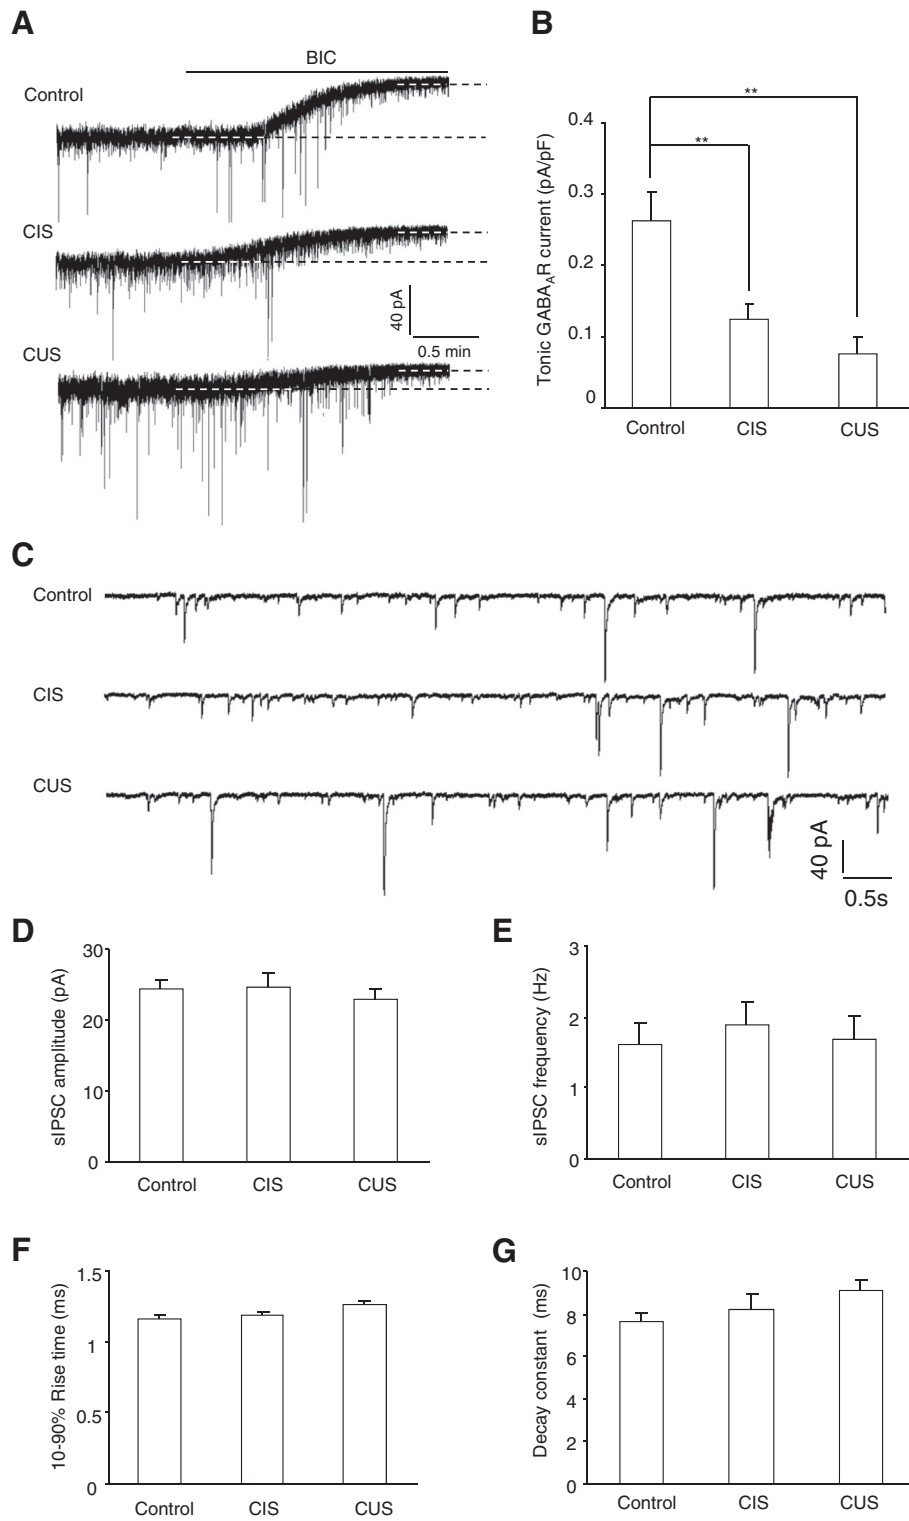 A
BIC
Control
CIS
40 pA
0.5 min
CUS
B
**
**
Tonic GABAAR current (pA/pF)
0.4
0.3
0.2
0.1
0
Control CIS CUS
C
Control
CIS
CUS
40 pA
0.5s
D
sIPSC amplitude (pA)
30
20
10
0
Control CIS CUS
E
sIPSC frequency (Hz)
3
2
1
0
Control CIS CUS
F
10-90% Rise time (ms)
1.5
1
0.5
0
Control CIS CUS
G
Decay constant (ms)
10
8
6
4
2
0
Control CIS CUS